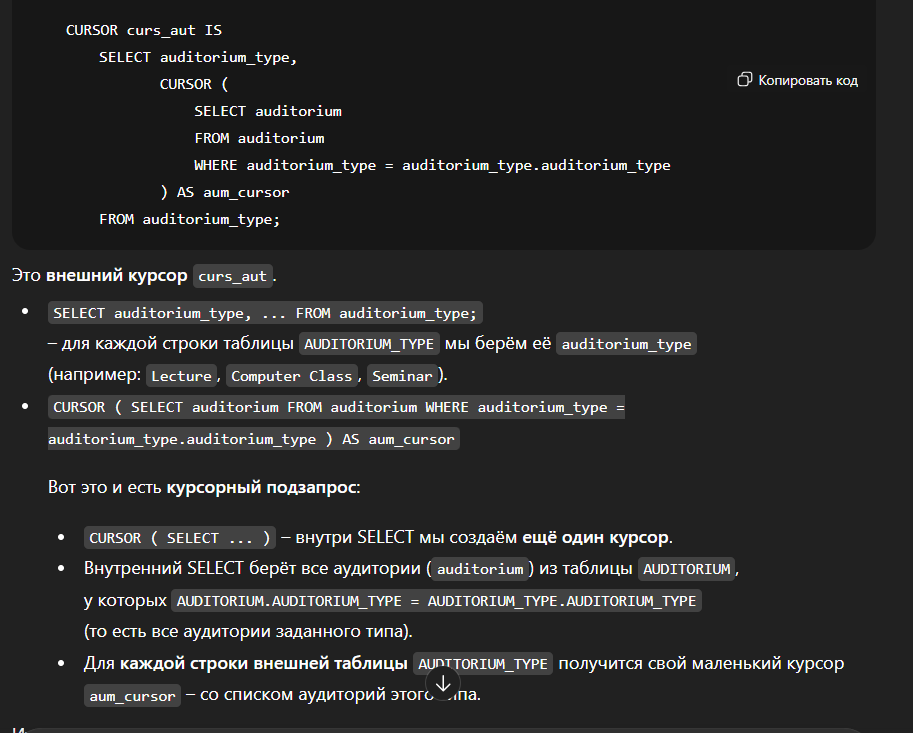 CURSOR curs_aut IS
SELECT auditorium_type,
CURSOR (
Копировать код
SELECT auditorium
FROM auditorium
WHERE auditorium_type = auditorium_type.auditorium_type
) AS aum_cursor
FROM auditorium_type;
Это внешний курсор curs_aut.
• SELECT auditorium_type, ... FROM auditorium_type;
– для каждой строки таблицы AUDITORIUM_TYPE мы берём её auditorium_type
(например: Lecture, Computer Class, Seminar).
• CURSOR ( SELECT auditorium FROM auditorium WHERE auditorium_type =
auditorium_type.auditorium_type ) AS aum_cursor
Вот это и есть курсорный подзапрос:
• CURSOR ( SELECT ... ) – внутри SELECT мы создаём ещё один курсор.
• Внутренний SELECT берёт все аудитории (auditorium) из таблицы AUDITORIUM,
у которых AUDITORIUM.AUDITORIUM_TYPE = AUDITORIUM_TYPE.AUDITORIUM_TYPE
(то есть все аудитории заданного типа).
• Для каждой строки внешней таблицы AUDITORIUM_TYPE получится свой маленький курсор
aum_cursor – со списком аудиторий этого типа.